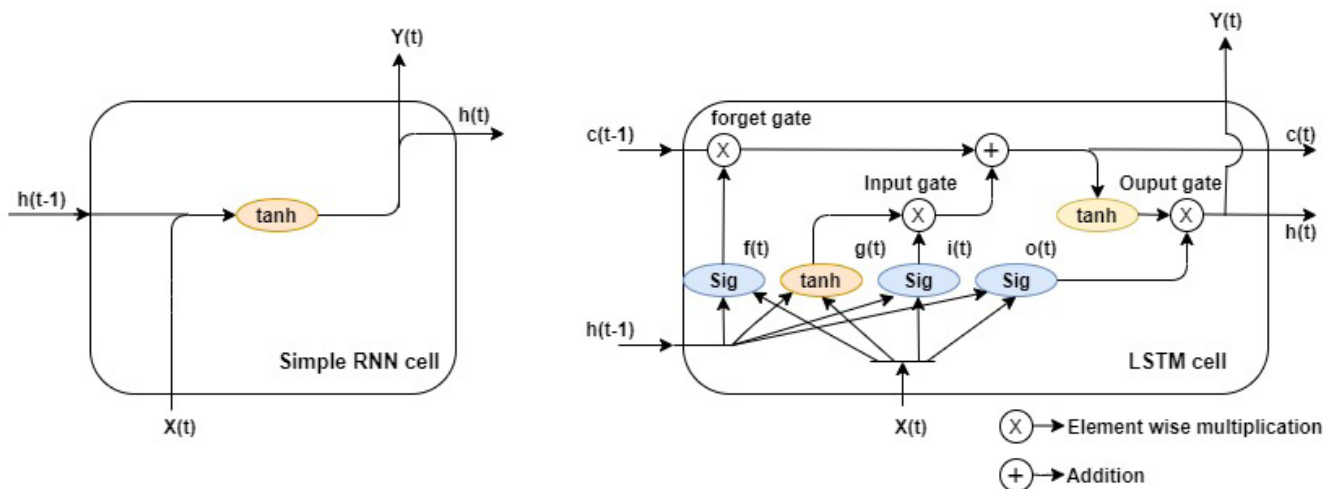 Y(t)
h(t)
h(t-1)
tanh
Simple RNN cell
X(t)
Y(t)
forget gate
c(t-1)
X
+
c(t)
Input gate
Ouput gate
X
tanh
X
h(t)
f(t)
g(t)
i(t)
o(t)
Sig
tanh
Sig
Sig
h(t-1)
LSTM cell
X(t)
X
Element wise multiplication
+
Addition